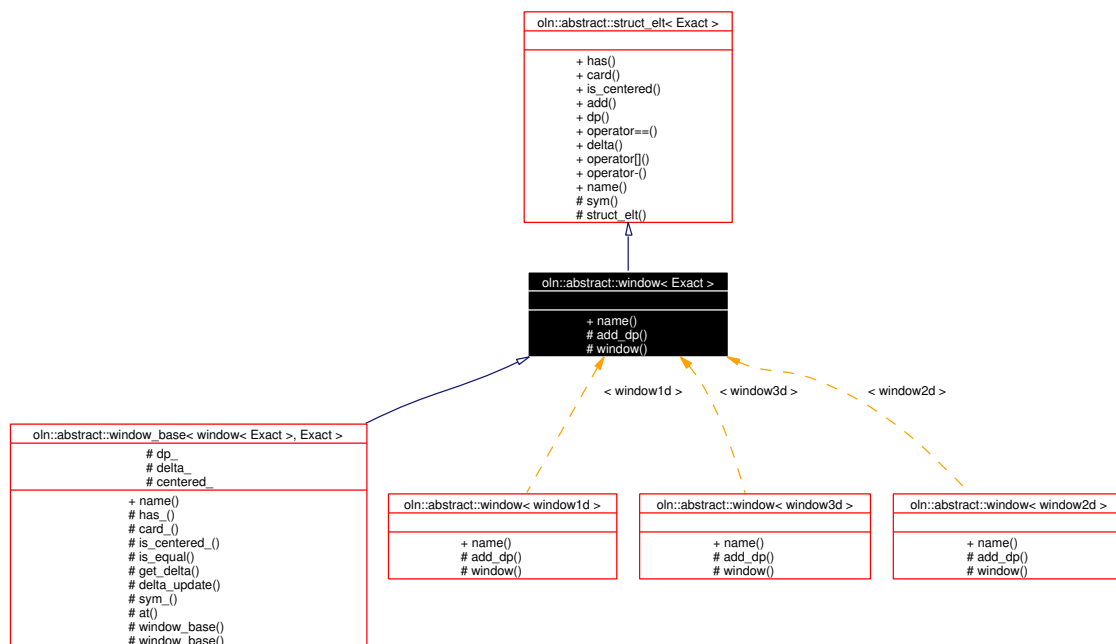 oln::abstract::struct_elt< Exact >
+ has()
+ card()
+ is_centered()
+ add()
+ dp()
+ operator==()
+ delta()
+ operator[]()
+ operator-()
+ name()
# sym()
# struct_elt()
oln::abstract::window< Exact >
+ name()
# add_dp()
# window()
< window1d >
< window3d >
< window2d >
oln::abstract::window_base< window< Exact >, Exact >
# dp_
# delta_
# centered_
+ name()
# has_()
# card_()
# is_centered_()
# is_equal()
# get_delta()
# delta_update()
# sym_()
# at()
# window_base()
# window_base()
oln::abstract::window< window1d >
+ name()
# add_dp()
# window()
oln::abstract::window< window3d >
+ name()
# add_dp()
# window()
oln::abstract::window< window2d >
+ name()
# add_dp()
# window()